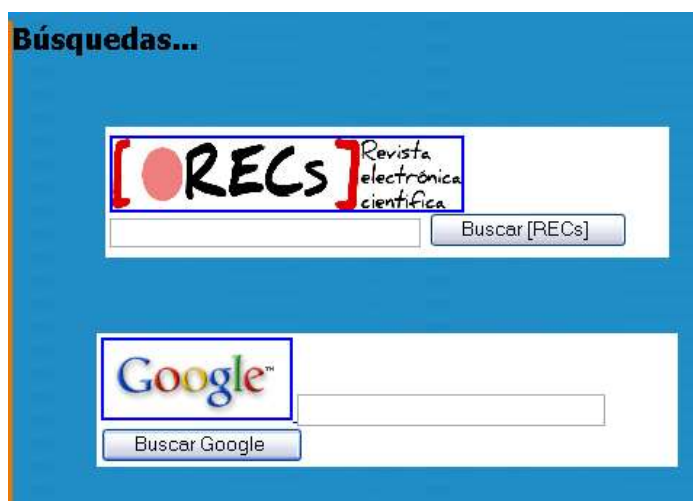 Búsquedas...
[ RECs ]
Revista
electrónica
científica
Buscar [RECs]
Google™
Buscar Google